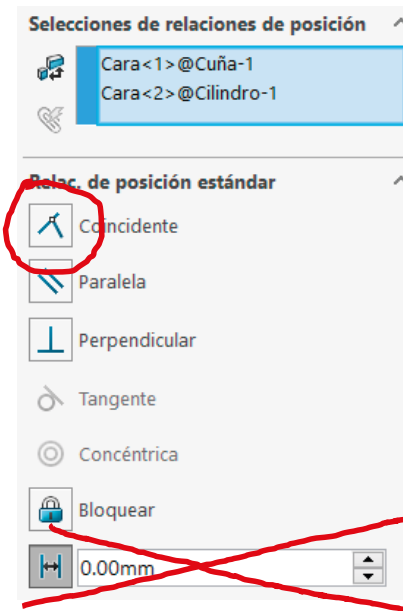 Selecciones de relaciones de posición
Cara<1>@Cuña-1
Cara<2>@Cilindro-1
Relac. de posición estándar
Coincidente
Paralela
Perpendicular
Tangente
Concéntrica
Bloquear
0.00mm